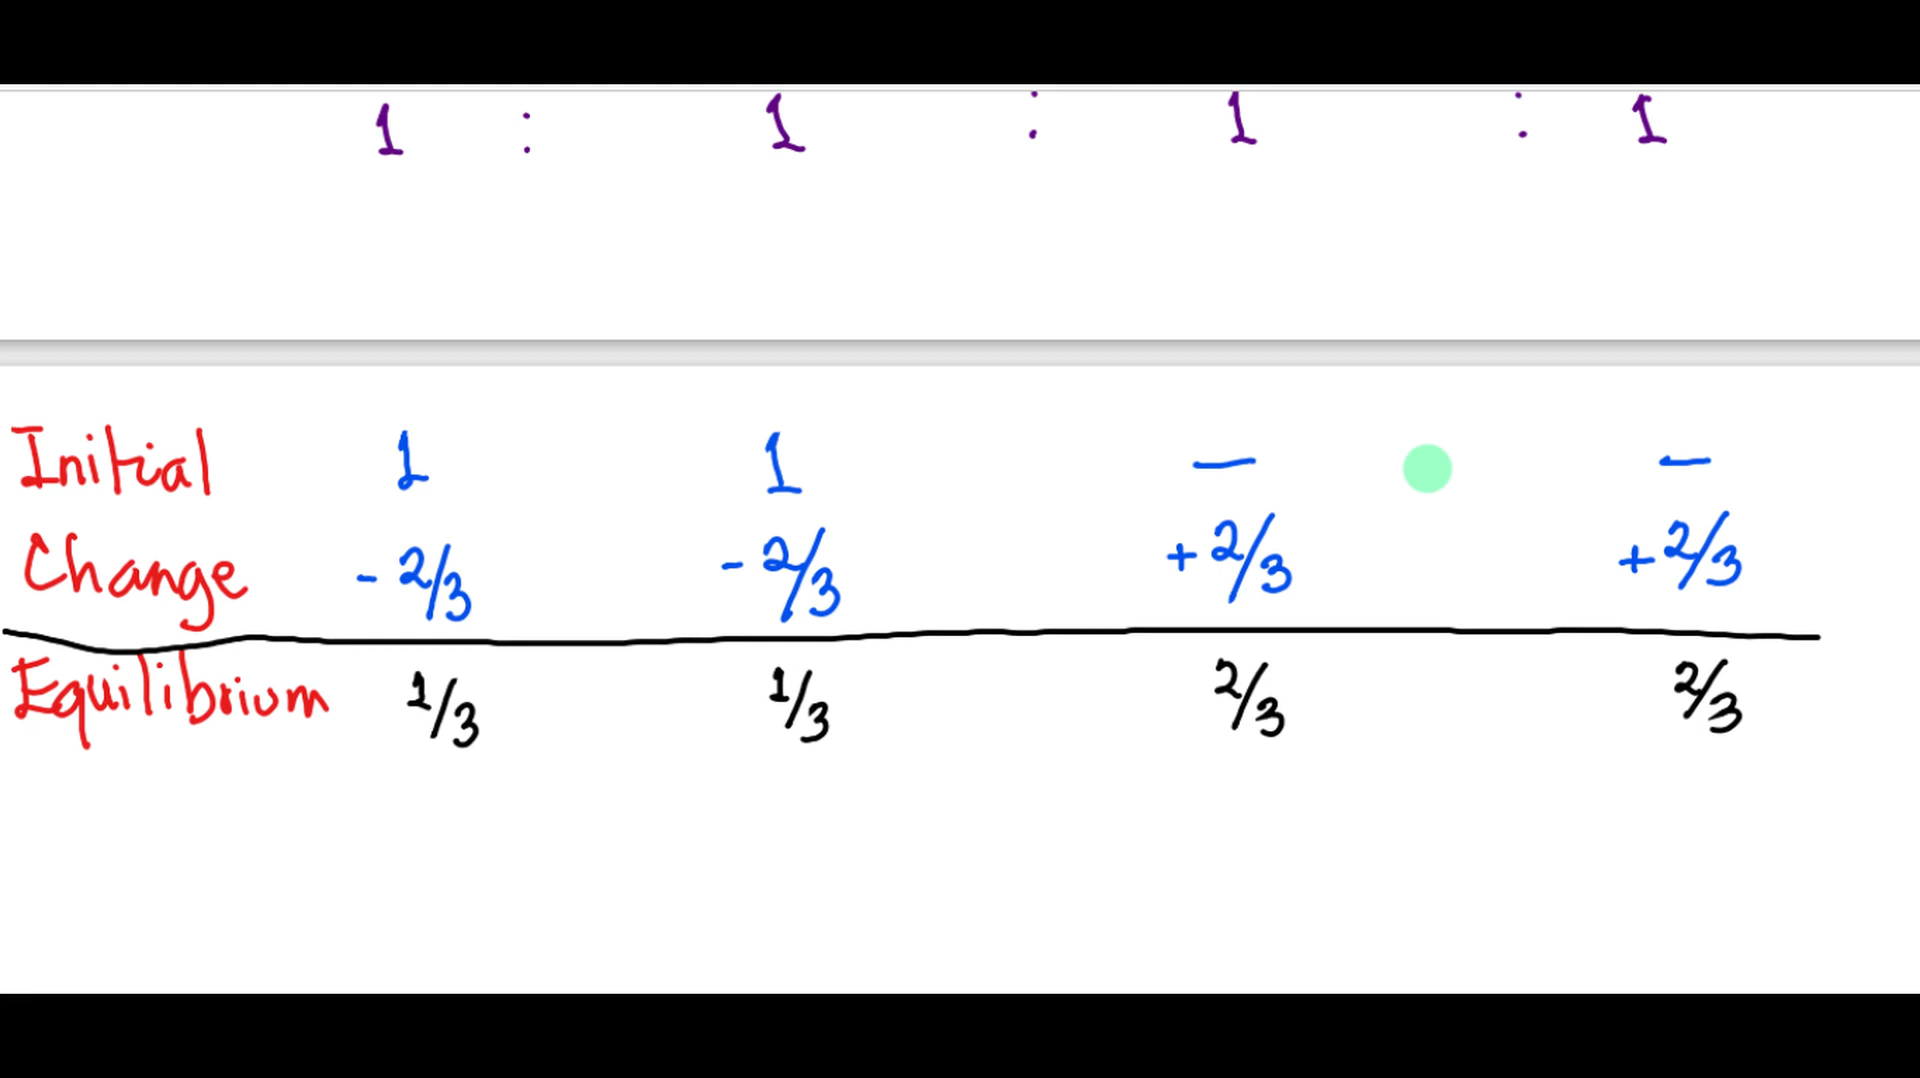 1 : 1 : 1 : 1
Initial 1 1 — —
Change - 2/3 - 2/3 + 2/3 + 2/3
Equilibrium 1/3 1/3 2/3 2/3